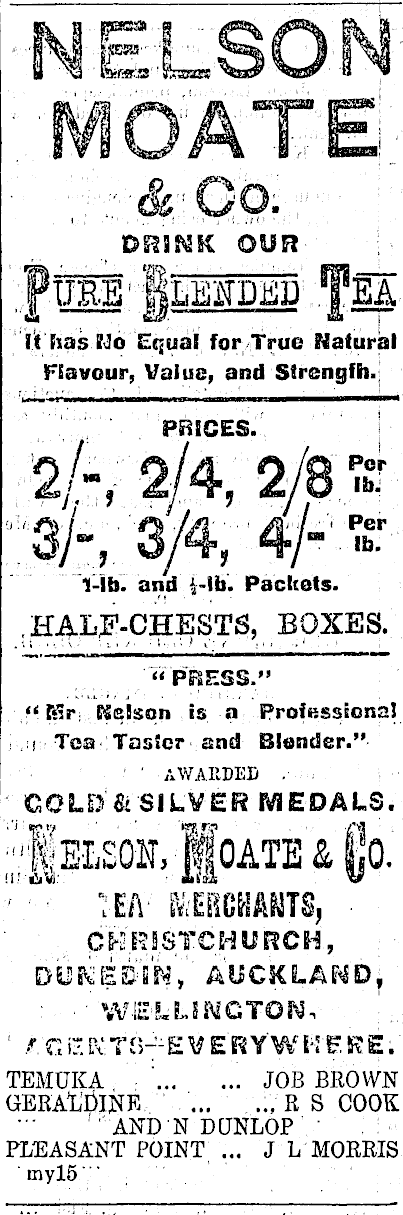 NELSON
MOATE
& Co.
DRINK OUR
PURE BLENDED TEA
It has No Equal for True Natural
Flavour, Value, and Strength.
PRICES.
2/-, 2/4, 2/8 Per lb.
3/-, 3/4, 4/- Per lb.
1-lb. and ½-lb. Packets.
HALF-CHESTS, BOXES.
"PRESS."
"Mr Nelson is a Professional
Tea Taster and Blender."
AWARDED
GOLD & SILVER MEDALS.
NELSON, MOATE & CO.
TEA MERCHANTS,
CHRISTCHURCH,
DUNEDIN, AUCKLAND,
WELLINGTON,
AGENTS—EVERYWHERE.
TEMUKA ... ... JOB BROWN
GERALDINE ... ... R S COOK
AND N DUNLOP
PLEASANT POINT ... J L MORRIS
my15